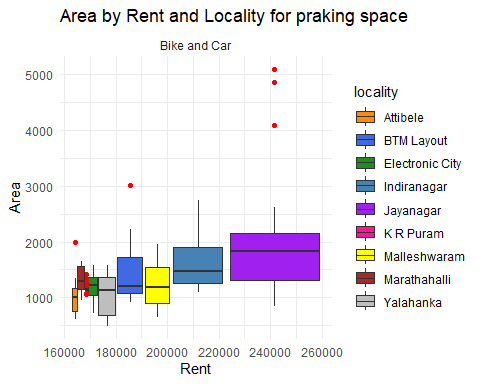 Area by Rent and Locality for praking space
Bike and Car
5000
4000
3000
2000
1000
Area
160000 180000 200000 220000 240000 260000
Rent
locality
Attibele
BTM Layout
Electronic City
Indiranagar
Jayanagar
K R Puram
Malleshwaram
Marathahalli
Yalahanka